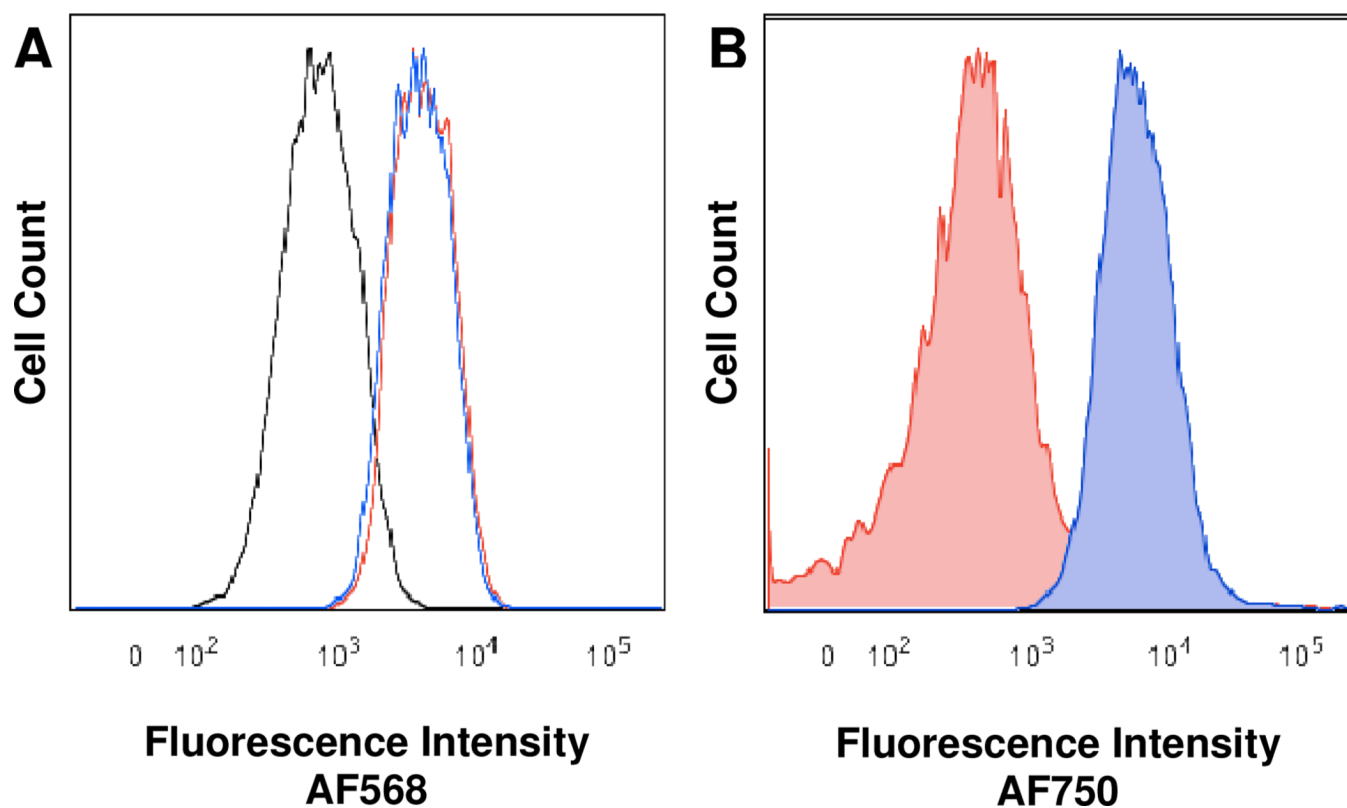 A
B
Cell Count
Cell Count
0 10² 10³ 10⁴ 10⁵
0 10² 10³ 10⁴ 10⁵
Fluorescence Intensity
AF568
Fluorescence Intensity
AF750